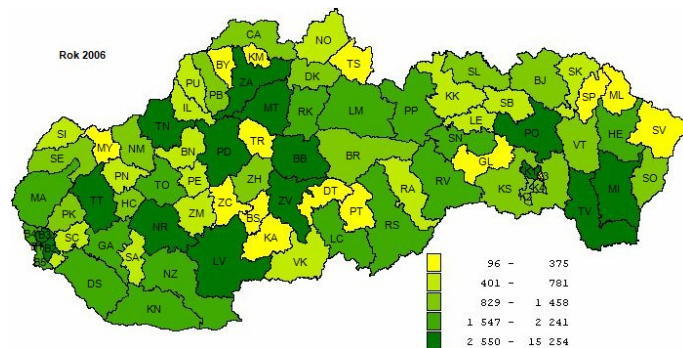 Rok 2006
CA
NO
BY
KM
TS
PU
PB
ZA
DK
SL
BJ
SK
ML
IL
MT
KK
SB
SP
TN
RK
LM
PP
LE
SI
MY
NM
BN
TR
SN
PO
HE
SV
SE
PD
BB
BR
GL
VT
PN
PE
ZH
RV
SO
MA
TT
HC
TO
ZC
DT
RA
KS
MI
PK
ZM
BS
ZV
PT
TV
SC
NR
KA
GA
SA
LV
LC
RS
DS
NZ
VK
KN
96 - 375
401 - 781
829 - 1 458
1 547 - 2 241
2 550 - 15 254